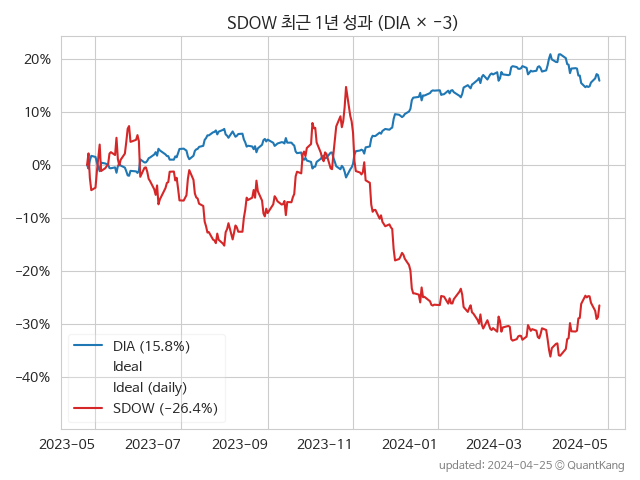 SDOW 최근 1년 성과 (DIA × −3)
20%
10%
0%
−10%
−20%
−30%
−40%
DIA (15.8%)
Ideal
Ideal (daily)
SDOW (−26.4%)
2023-05 2023-07 2023-09 2023-11 2024-01 2024-03 2024-05
updated: 2024-04-25 © QuantKang